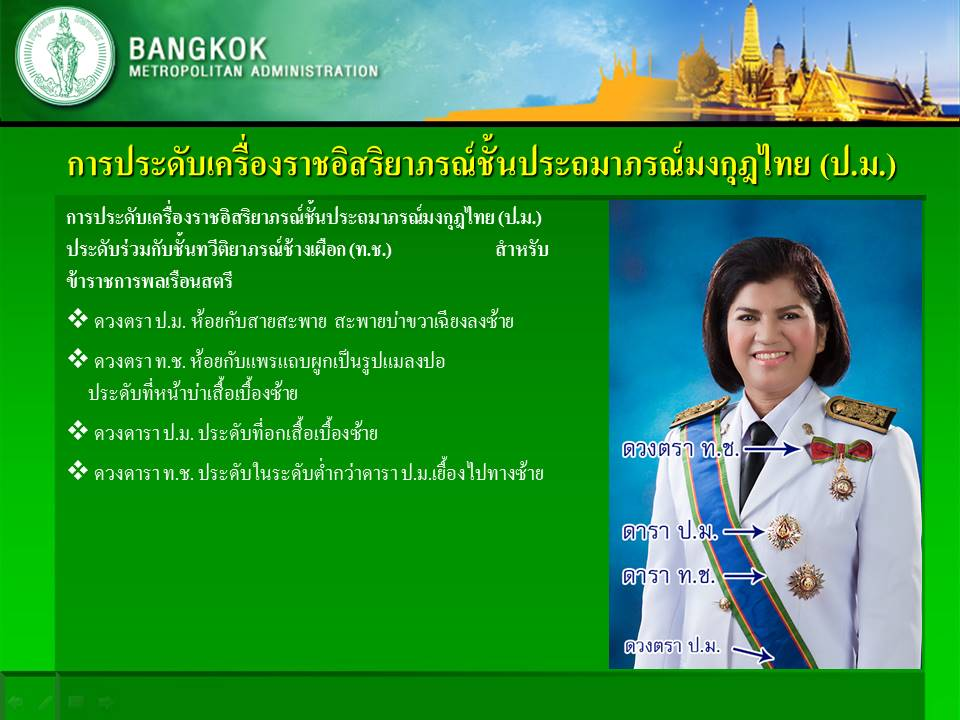 BANGKOK
METROPOLITAN ADMINISTRATION
การประดับเครื่องราชอิสริยาภรณ์ชั้นประถมาภรณ์มงกุฎไทย (ป.ม.)
การประดับเครื่องราชอิสริยาภรณ์ชั้นประถมาภรณ์มงกุฎไทย (ป.ม.)
ประดับร่วมกับชั้นทวีติยาภรณ์ช้างเผือก (ท.ช.) สำหรับ
ข้าราชการพลเรือนสตรี
❖ ดวงตรา ป.ม. ห้อยกับสายสะพาย สะพายบ่าขวาเฉียงลงซ้าย
❖ ดวงตรา ท.ช. ห้อยกับแพรแถบผูกเป็นรูปแมลงปอ
ประดับที่หน้าบ่าเสื้อเบื้องซ้าย
❖ ดวงดารา ป.ม. ประดับที่อกเสื้อเบื้องซ้าย
❖ ดวงดารา ท.ช. ประดับในระดับต่ำกว่าดารา ป.ม.เยื้องไปทางซ้าย
ดวงตรา ท.ช.
ดารา ป.ม.
ดารา ท.ช.
ดวงตรา ป.ม.